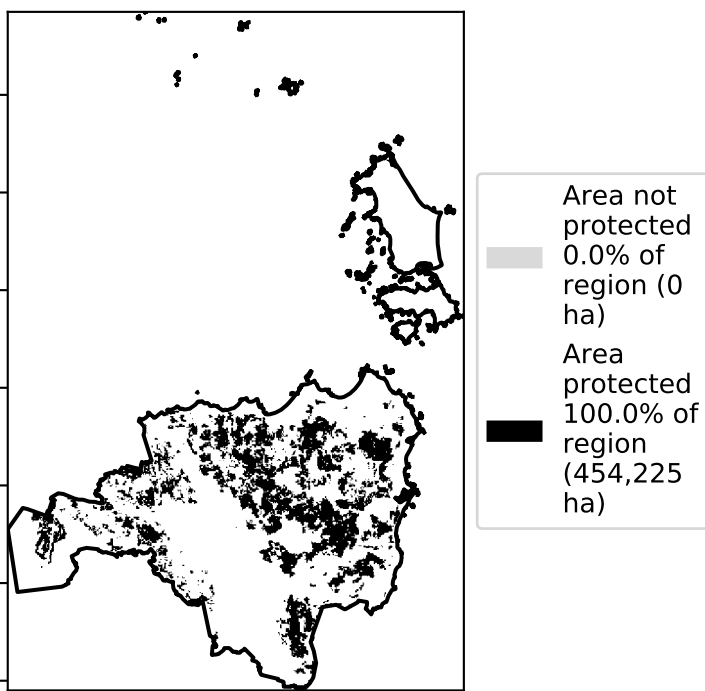 Area not
protected
0.0% of
region (0
ha)
Area
protected
100.0% of
region
(454,225
ha)